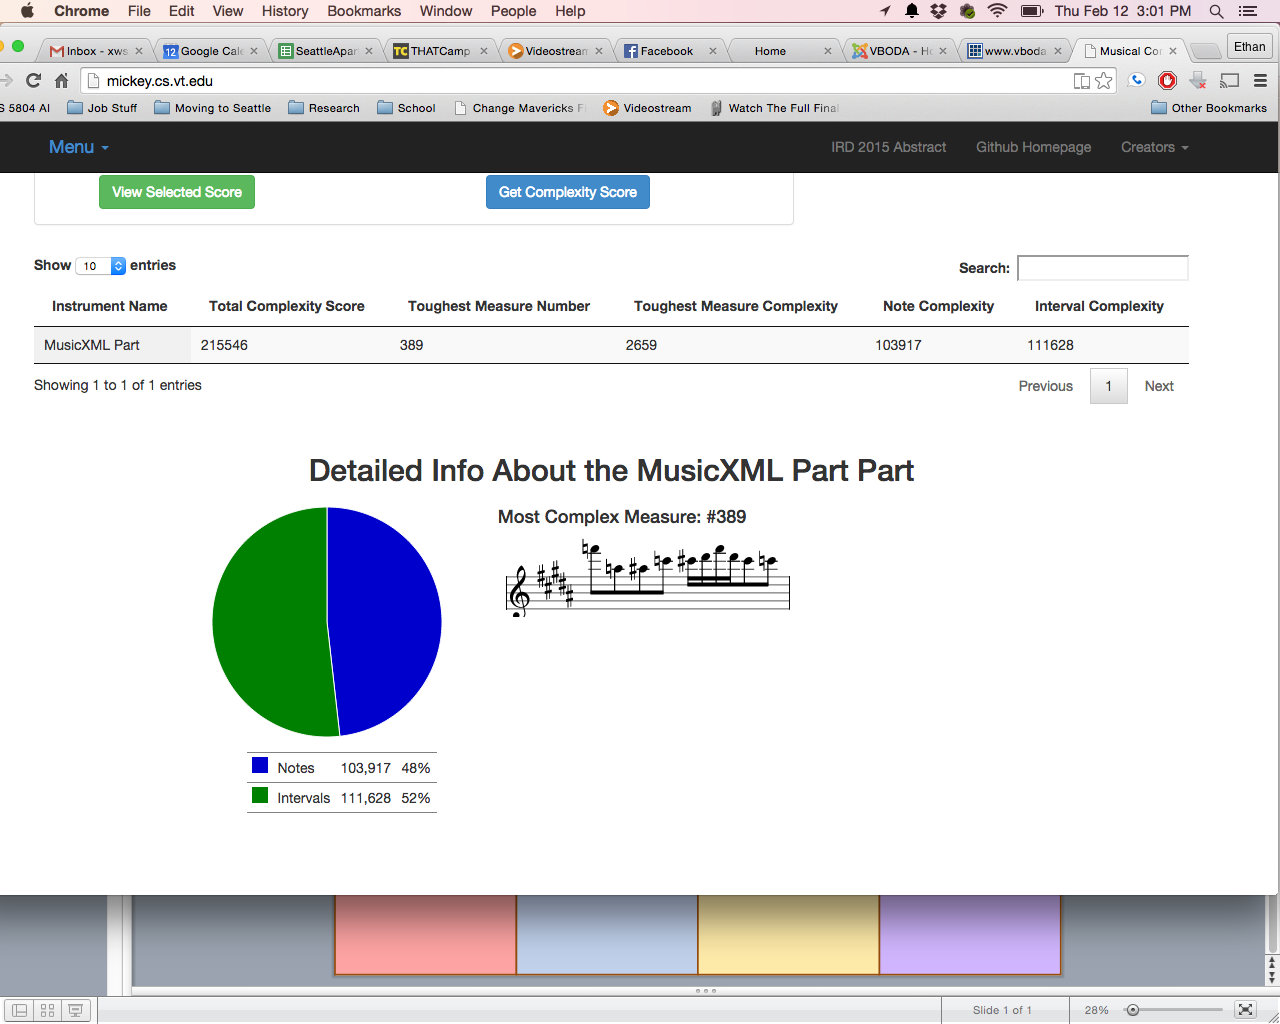 Chrome File Edit View History Bookmarks Window People Help Thu Feb 12 3:01 PM
Inbox - xws Google Cale SeattleApar THATCamp Videostream Facebook Home VBODA - Ho www.vboda Musical Cor Ethan
mickey.cs.vt.edu
S 5804 AI Job Stuff Moving to Seattle Research School Change Mavericks F Videostream Watch The Full Final Other Bookmarks
Menu IRD 2015 Abstract Github Homepage Creators
View Selected Score Get Complexity Score
Show 10 entries Search:
Instrument Name Total Complexity Score Toughest Measure Number Toughest Measure Complexity Note Complexity Interval Complexity
MusicXML Part 215546 389 2659 103917 111628
Showing 1 to 1 of 1 entries Previous 1 Next
Detailed Info About the MusicXML Part Part
Most Complex Measure: #389
Notes 103,917 48%
Intervals 111,628 52%
Slide 1 of 1 28%